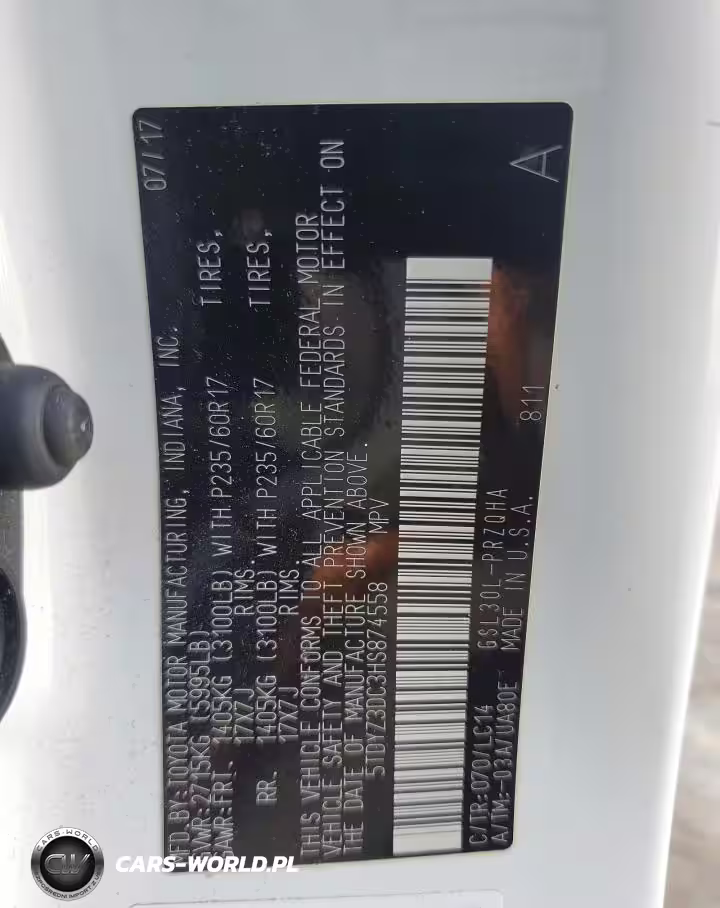 MFD BY: TOYOTA MOTOR MANUFACTURING, INDIANA, INC. 07/17
GVWR: 2715KG (5995LB)
GAWR: FRT. 1405KG (3100LB) WITH P235/60R17 TIRES,
17X7J RIMS.
RR. 1405KG (3100LB) WITH P235/60R17 TIRES,
17X7J RIMS
THIS VEHICLE CONFORMS TO ALL APPLICABLE FEDERAL MOTOR
VEHICLE SAFETY AND THEFT PREVENTION STANDARDS IN EFFECT ON
THE DATE OF MANUFACTURE SHOWN ABOVE.
5TDYZ3DC3HS874558 MPV
C/TR:070/LC14 GSL30L-PRZQHA
A/TM:-03A/UA80E MADE IN U.S.A. 811
A
CARS-WORLD
CW
CARS-WORLD.PL